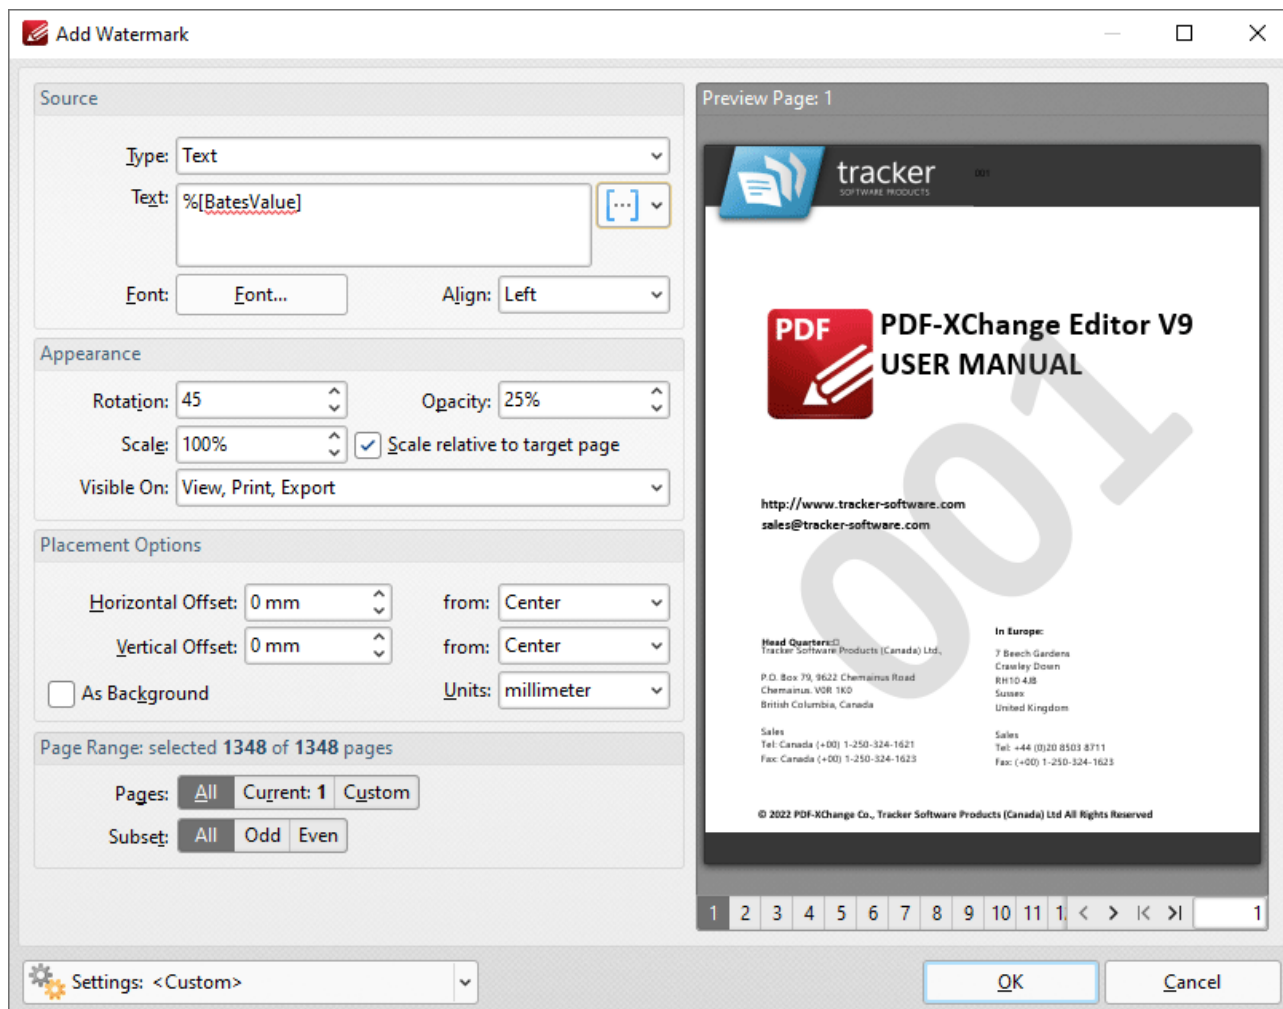 Add Watermark
Source
Type: Text
Text: %[BatesValue]
Font: Font... Align: Left
Appearance
Rotation: 45 Opacity: 25%
Scale: 100% Scale relative to target page
Visible On: View, Print, Export
Placement Options
Horizontal Offset: 0 mm from: Center
Vertical Offset: 0 mm from: Center
As Background Units: millimeter
Page Range: selected 1348 of 1348 pages
Pages: All Current: 1 Custom
Subset: All Odd Even
Settings: <Custom>
Preview Page: 1
tracker
SOFTWARE PRODUCTS
001
PDF
PDF-XChange Editor V9
USER MANUAL
001
http://www.tracker-software.com
sales@tracker-software.com
Head Quarters:
Tracker Software Products (Canada) Ltd.,
P.O. Box 79, 9622 Chemainus Road
Chemainus. V0R 1K0
British Columbia, Canada
Sales
Tel: Canada (+00) 1-250-324-1621
Fax: Canada (+00) 1-250-324-1623
In Europe:
7 Beech Gardens
Crawley Down
RH10 4JB
Sussex
United Kingdom
Sales
Tel: +44 (0)20 8503 8711
Fax: (+00) 1-250-324-1623
© 2022 PDF-XChange Co., Tracker Software Products (Canada) Ltd All Rights Reserved
1 2 3 4 5 6 7 8 9 10 11 1
OK Cancel